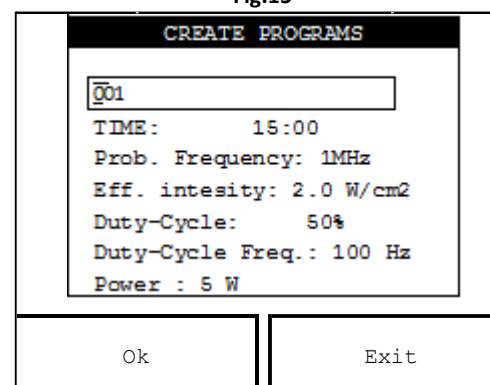 Fig.15
CREATE PROGRAMS
001
TIME: 15:00
Prob. Frequency: 1MHz
Eff. intesity: 2.0 W/cm2
Duty-Cycle: 50%
Duty-Cycle Freq.: 100 Hz
Power : 5 W
Ok Exit